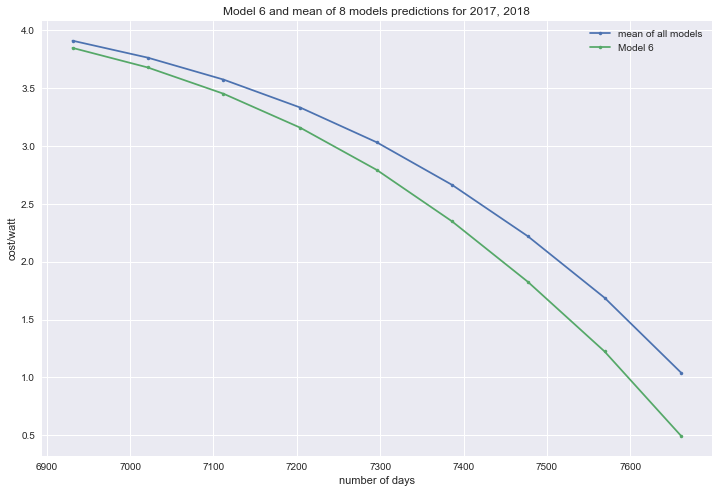 Model 6 and mean of 8 models predictions for 2017, 2018
mean of all models
Model 6
cost/watt
4.0
3.5
3.0
2.5
2.0
1.5
1.0
0.5
6900 7000 7100 7200 7300 7400 7500 7600
number of days